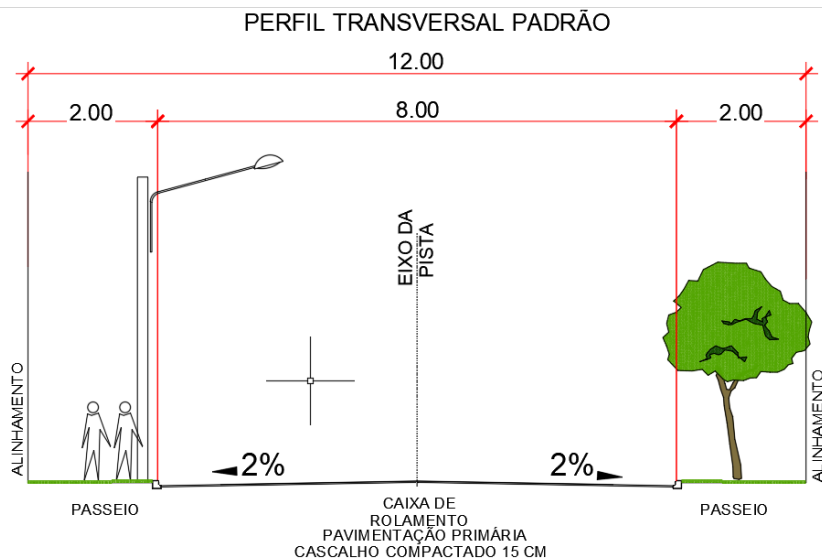 PERFIL TRANSVERSAL PADRÃO
12.00
2.00
8.00
2.00
EIXO DA
PISTA
ALINHAMENTO
ALINHAMENTO
2%
2%
PASSEIO
CAIXA DE
ROLAMENTO
PAVIMENTAÇÃO PRIMÁRIA
CASCALHO COMPACTADO 15 CM
PASSEIO